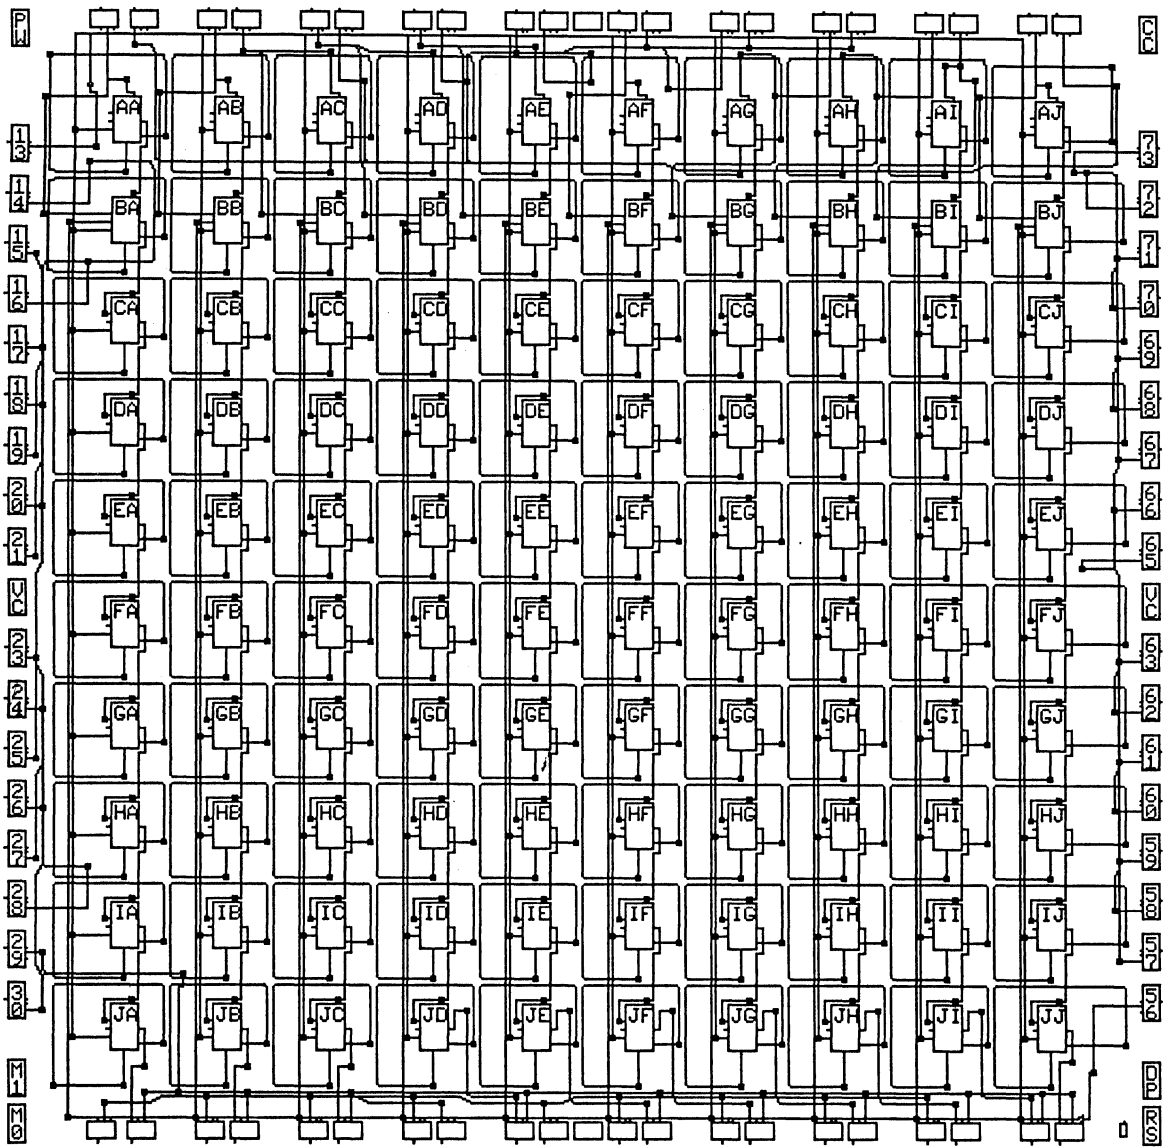 PW CC
AA AB AC AD AE AF AG AH AI AJ
13 73
14 72
BA BB BC BD BE BF BG BH BI BJ
15 71
16 70
CA CB CC CD CE CF CG CH CI CJ
17 69
18 68
DA DB DC DD DE DF DG DH DI DJ
19 67
20 66
EA EB EC ED EE EF EG EH EI EJ
21 65
VC VC
FA FB FC FD FE FF FG FH FI FJ
23 63
24 62
GA GB GC GD GE GF GG GH GI GJ
25 61
26 60
HA HB HC HD HE HF HG HH HI HJ
27 59
28 58
IA IB IC ID IE IF IG IH II IJ
29 57
30 56
JA JB JC JD JE JF JG JH JI JJ
M1 DP
M0 RS